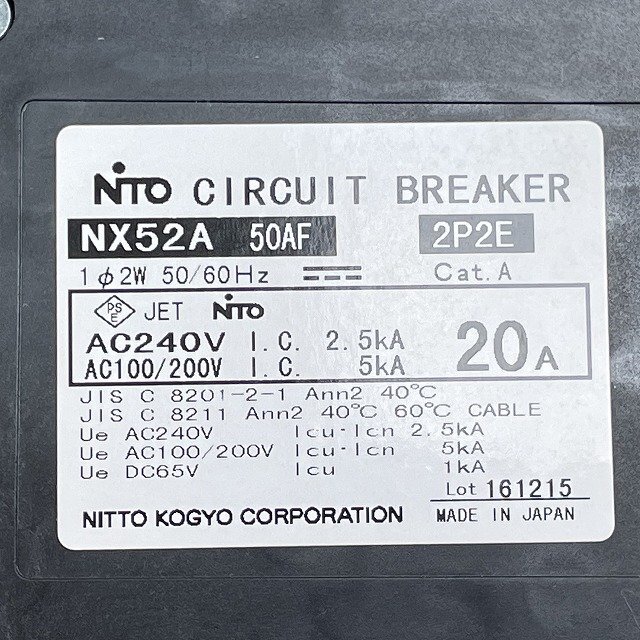 NITO CIRCUIT BREAKER
NX52A 50AF 2P2E
1φ2W 50/60Hz Cat. A
PSE JET NITO
AC240V I.C. 2.5kA
AC100/200V I.C. 5kA
20A
JIS C 8201-2-1 Ann2 40℃
JIS C 8211 Ann2 40℃ 60℃ CABLE
Ue AC240V Icu·Icn 2.5kA
Ue AC100/200V Icu·Icn 5kA
Ue DC65V Icu 1kA
Lot 161215
NITTO KOGYO CORPORATION MADE IN JAPAN